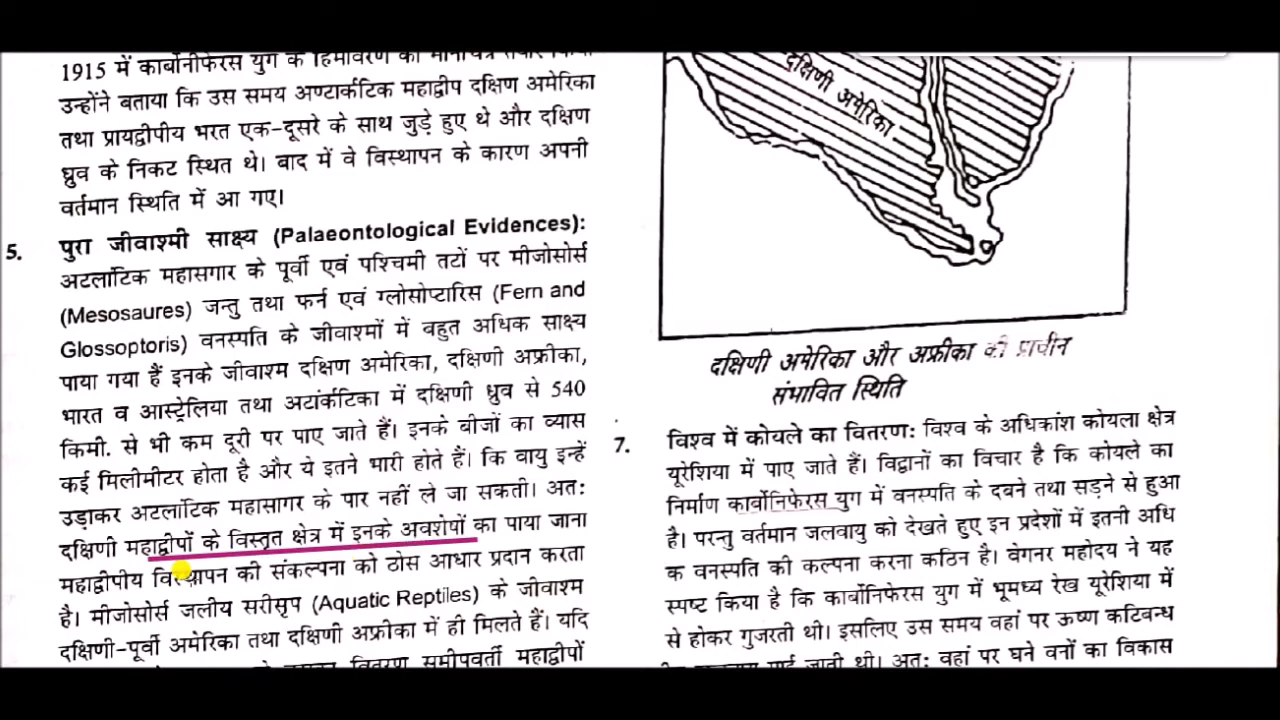 1915 में कार्बोनीफेरस युग के हिमावरण का मानचित्र तैयार किया
उन्होंने बताया कि उस समय अण्टार्कटिक महाद्वीप दक्षिण अमेरिका
तथा प्रायद्वीपीय भरत एक-दूसरे के साथ जुड़े हुए थे और दक्षिण
ध्रुव के निकट स्थित थे। बाद में वे विस्थापन के कारण अपनी
वर्तमान स्थिति में आ गए।
5. पुरा जीवाश्मी साक्ष्य (Palaeontological Evidences):
अटलांटिक महासगार के पूर्वी एवं पश्चिमी तटों पर मीजोसोर्स
(Mesosaures) जन्तु तथा फर्न एवं ग्लोसोप्टारिस (Fern and
Glossoptoris) वनस्पति के जीवाश्मों में बहुत अधिक साक्ष्य
पाया गया हैं इनके जीवाश्म दक्षिण अमेरिका, दक्षिणी अफ्रीका,
भारत व आस्ट्रेलिया तथा अटांर्कटिका में दक्षिणी ध्रुव से 540
किमी. से भी कम दूरी पर पाए जाते हैं। इनके बीजों का व्यास
कई मिलीमीटर होता है और ये इतने भारी होते हैं। कि वायु इन्हें
उड़ाकर अटलांटिक महासागर के पार नहीं ले जा सकती। अत:
दक्षिणी महाद्वीपों के विस्तृत क्षेत्र में इनके अवशेषों का पाया जाना
महाद्वीपीय विस्थापन की संकल्पना को ठोस आधार प्रदान करता
है। मीजोसोर्स जलीय सरीसृप (Aquatic Reptiles) के जीवाश्म
दक्षिणी-पूर्वी अमेरिका तथा दक्षिणी अफ्रीका में ही मिलते हैं। यदि
वितरण समीपवर्ती महाद्वीपों
दक्षिणी अमेरिका
दक्षिणी अमेरिका और अफ्रीका की प्राचीन
संभावित स्थिति
7. विश्व में कोयले का वितरण: विश्व के अधिकांश कोयला क्षेत्र
यूरेशिया में पाए जाते हैं। विद्वानों का विचार है कि कोयले का
निर्माण कार्बोनिफेरस युग में वनस्पति के दबने तथा सड़ने से हुआ
है। परन्तु वर्तमान जलवायु को देखते हुए इन प्रदेशों में इतनी अधि
क वनस्पति की कल्पना करना कठिन है। वेगनर महोदय ने यह
स्पष्ट किया है कि कार्बोनिफेरस युग में भूमध्य रेख यूरेशिया में
से होकर गुजरती थी। इसलिए उस समय वहां पर ऊष्ण कटिबन्ध
पाई जाती थी। अत: वहां पर घने वनों का विकास